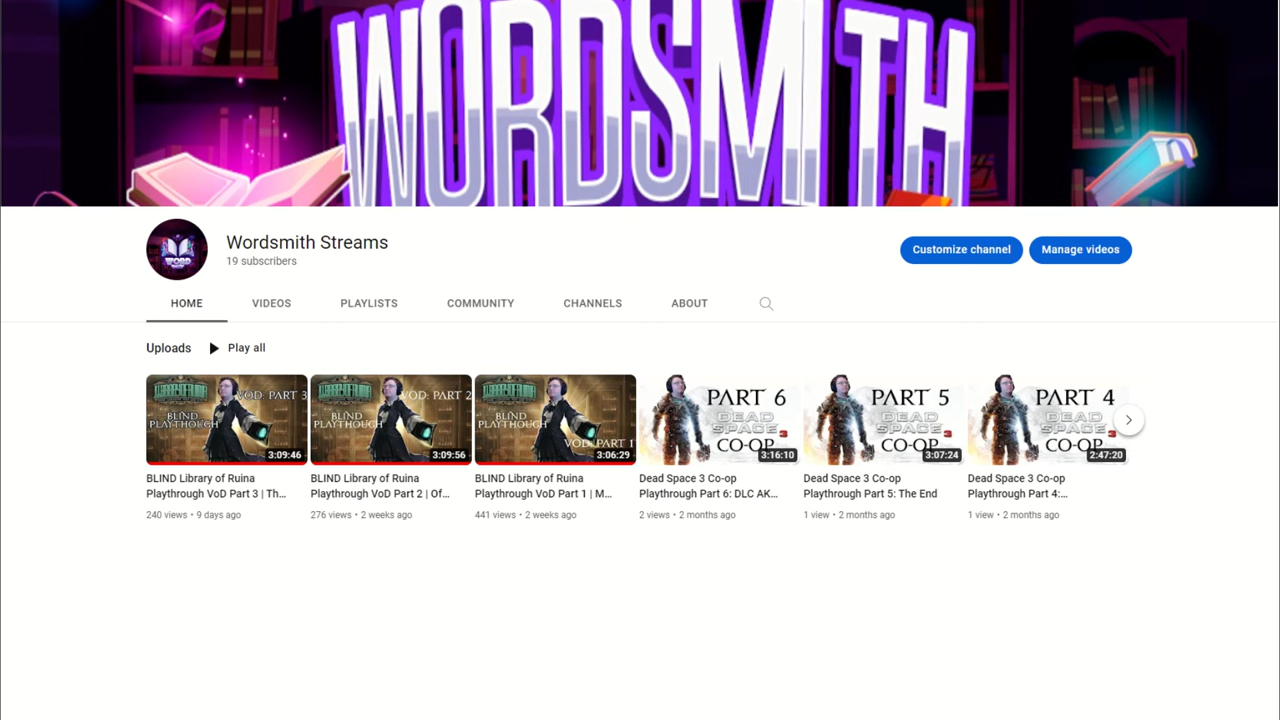 WORDSMITH
Wordsmith Streams
19 subscribers
Customize channel
Manage videos
HOME
VIDEOS
PLAYLISTS
COMMUNITY
CHANNELS
ABOUT
Uploads
Play all
VOD: PART 3
BLIND
PLAYTHOUGH
3:09:46
VOD: PART 2
BLIND
PLAYTHOUGH
3:09:56
BLIND
PLAYTHOUGH
VOD: PART 1
3:06:29
PART 6
DEAD
SPACE 3
CO-OP
3:16:10
PART 5
DEAD
SPACE 3
CO-OP
3:07:24
PART 4
DEAD
SPACE 3
CO-OP
2:47:20
BLIND Library of Ruina
Playthrough VoD Part 3 | Th...
240 views • 9 days ago
BLIND Library of Ruina
Playthrough VoD Part 2 | Of...
276 views • 2 weeks ago
BLIND Library of Ruina
Playthrough VoD Part 1 | M...
441 views • 2 weeks ago
Dead Space 3 Co-op
Playthrough Part 6: DLC AK...
2 views • 2 months ago
Dead Space 3 Co-op
Playthrough Part 5: The End
1 view • 2 months ago
Dead Space 3 Co-op
Playthrough Part 4:...
1 view • 2 months ago